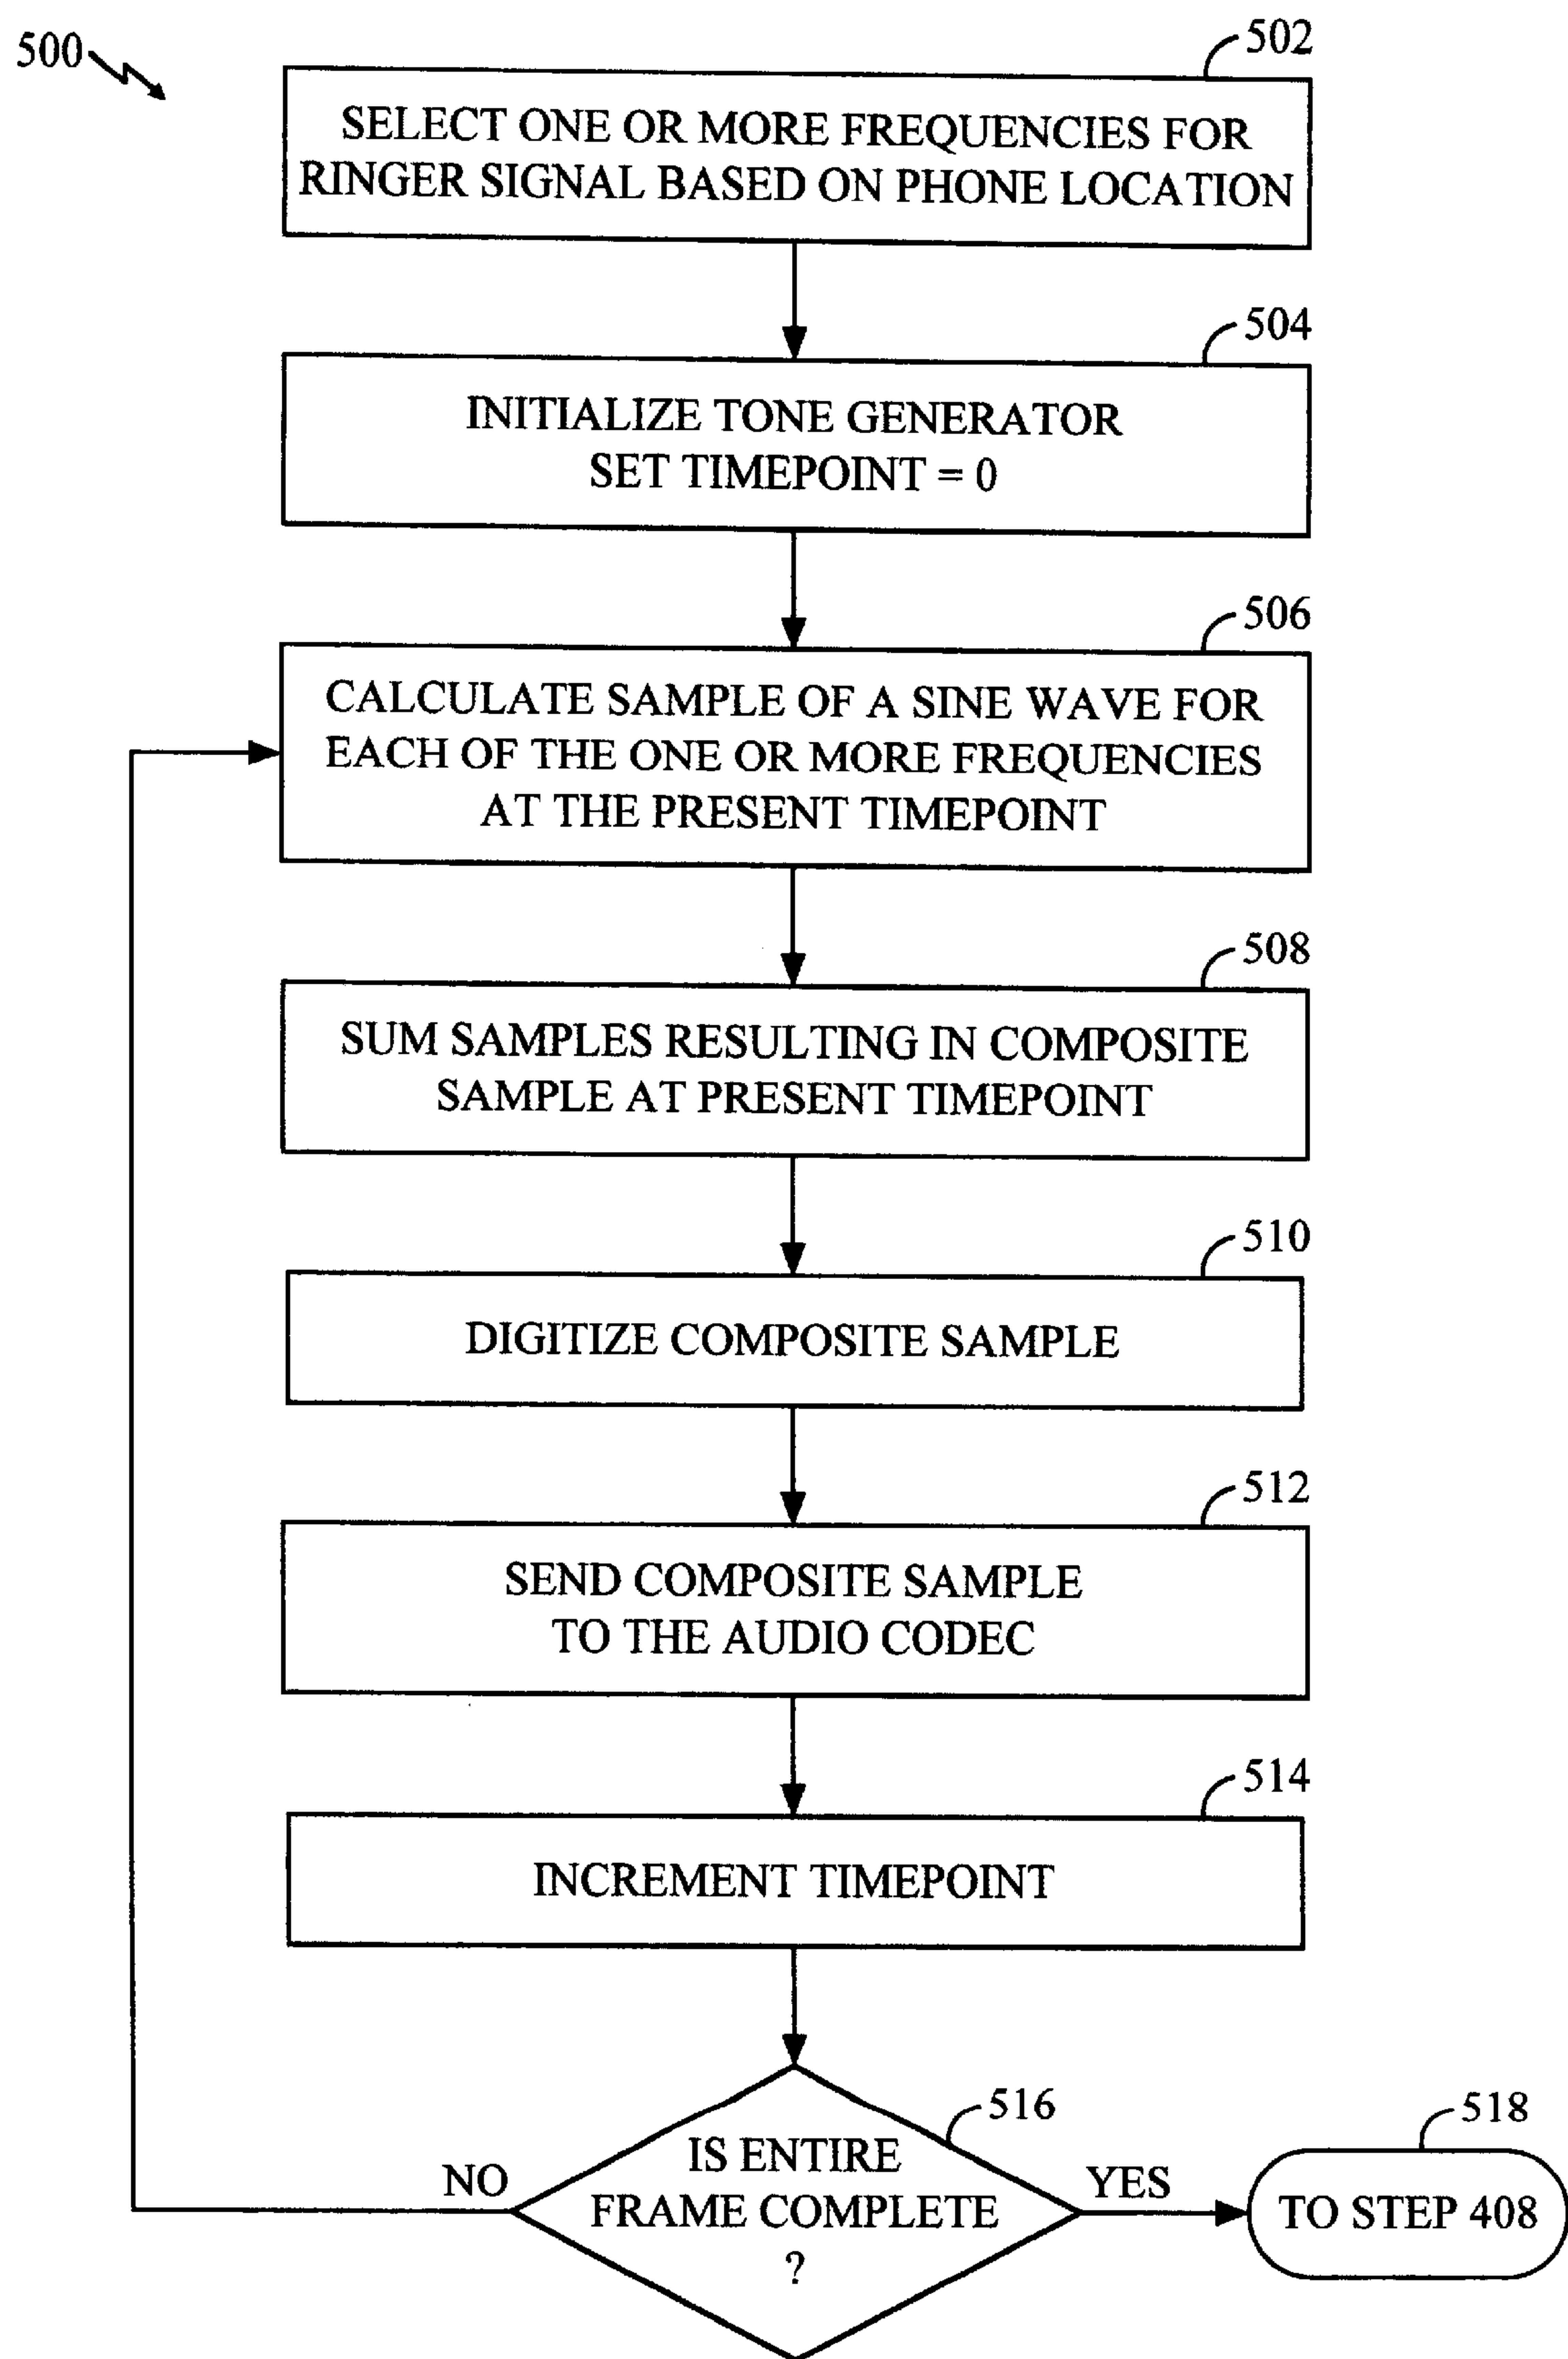 500
502
SELECT ONE OR MORE FREQUENCIES FOR
RINGER SIGNAL BASED ON PHONE LOCATION
504
INITIALIZE TONE GENERATOR
SET TIMEPOINT = 0
506
CALCULATE SAMPLE OF A SINE WAVE FOR
EACH OF THE ONE OR MORE FREQUENCIES
AT THE PRESENT TIMEPOINT
508
SUM SAMPLES RESULTING IN COMPOSITE
SAMPLE AT PRESENT TIMEPOINT
510
DIGITIZE COMPOSITE SAMPLE
512
SEND COMPOSITE SAMPLE
TO THE AUDIO CODEC
514
INCREMENT TIMEPOINT
516
IS ENTIRE
FRAME COMPLETE
?
NO
YES
518
TO STEP 408